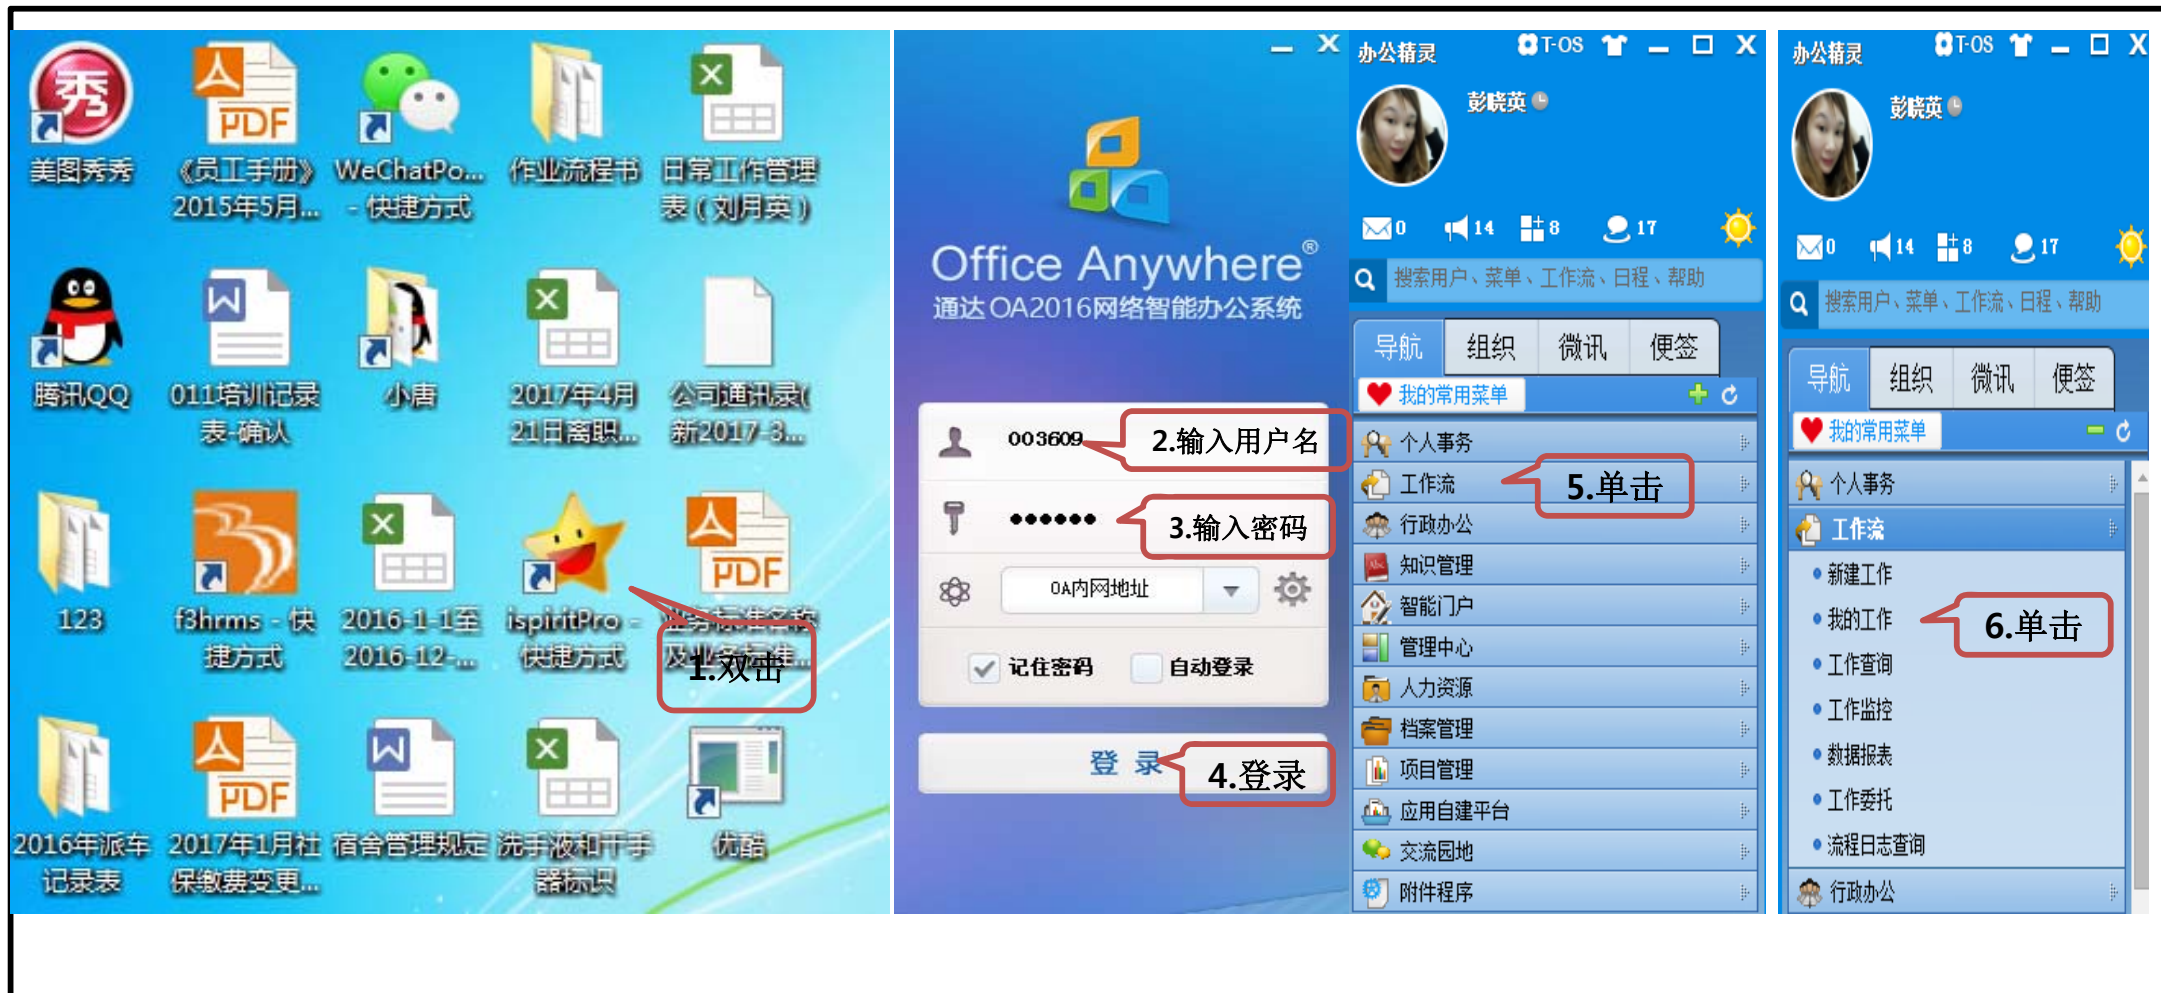 秀
美图秀秀
PDF
《员工手册》
2015年5月...
WeChatPo...
- 快捷方式
作业流程书
日常工作管理
表（刘月英）
腾讯QQ
011培训记录
表-确认
小唐
2017年4月
21日离职...
公司通讯录(
新2017-3...
123
f3hrms - 快
捷方式
2016-1-1至
2016-12-...
ispiritPro -
快捷方式
PDF
业务标准名称
及业务标准...
1.双击
2016年派车
记录表
PDF
2017年1月社
保缴费变更...
宿舍管理规定
洗手液和干手
器标识
优酷
Office Anywhere®
通达OA2016网络智能办公系统
003609
2.输入用户名
3.输入密码
OA内网地址
记住密码
自动登录
登 录
4.登录
办公精灵
T-OS
彭晓英
0
14
8
17
搜索用户、菜单、工作流、日程、帮助
导航
组织
微讯
便签
我的常用菜单
个人事务
工作流
5.单击
行政办公
知识管理
智能门户
管理中心
人力资源
档案管理
项目管理
应用自建平台
交流园地
附件程序
办公精灵
T-OS
彭晓英
0
14
8
17
搜索用户、菜单、工作流、日程、帮助
导航
组织
微讯
便签
我的常用菜单
个人事务
工作流
新建工作
我的工作
6.单击
工作查询
工作监控
数据报表
工作委托
流程日志查询
行政办公